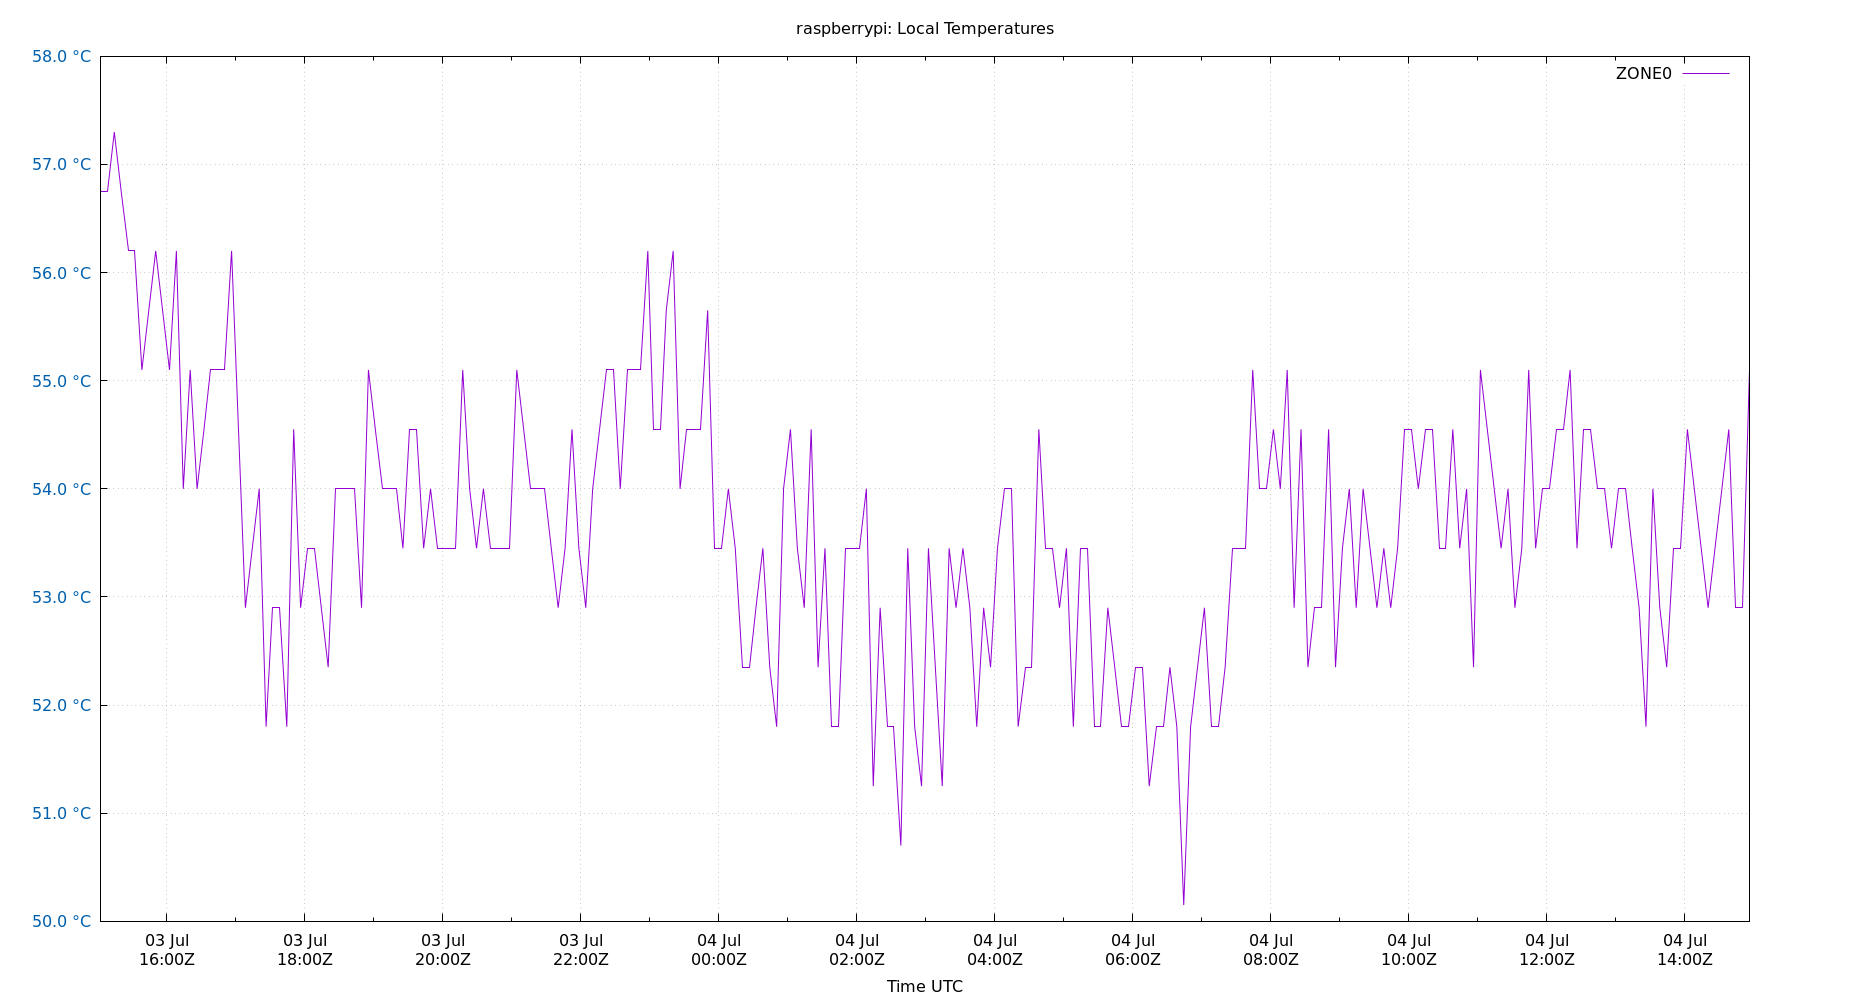 raspberrypi: Local Temperatures
58.0 °C
ZONE0
57.0 °C
56.0 °C
55.0 °C
54.0 °C
53.0 °C
52.0 °C
51.0 °C
50.0 °C
03 Jul 03 Jul 03 Jul 03 Jul 04 Jul 04 Jul 04 Jul 04 Jul 04 Jul 04 Jul 04 Jul 04 Jul
16:00Z 18:00Z 20:00Z 22:00Z 00:00Z 02:00Z 04:00Z 06:00Z 08:00Z 10:00Z 12:00Z 14:00Z
Time UTC